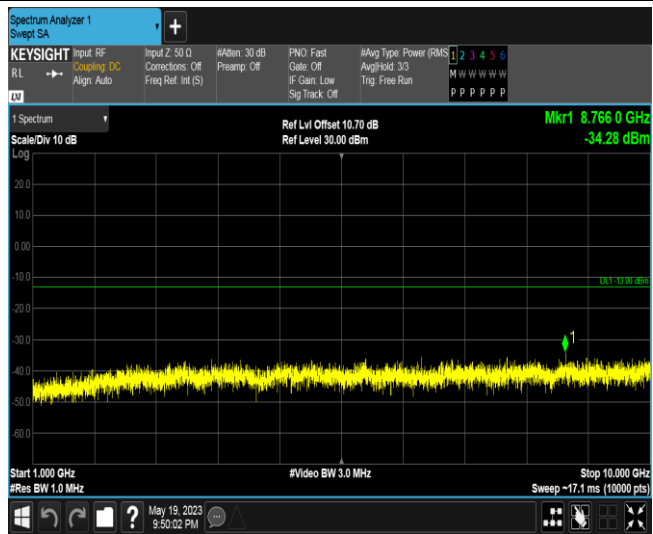 Spectrum Analyzer 1
Swept SA
KEYSIGHT
RL
LXI
Input: RF
Coupling: DC
Align: Auto
Input Z: 50 Ω
Corrections: Off
Freq Ref: Int (S)
#Atten: 30 dB
Preamp: Off
PNO: Fast
Gate: Off
IF Gain: Low
Sig Track: Off
#Avg Type: Power (RMS
Avg|Hold: 3/3
Trig: Free Run
1 2 3 4 5 6
M W W W W W
P P P P P P
1 Spectrum
Scale/Div 10 dB
Log
Ref Lvl Offset 10.70 dB
Ref Level 30.00 dBm
Mkr1 8.766 0 GHz
-34.28 dBm
20.0
10.0
0.00
-10.0
DL1 -13.00 dBm
-20.0
-30.0
1
-40.0
-50.0
-60.0
Start 1.000 GHz
#Res BW 1.0 MHz
#Video BW 3.0 MHz
Stop 10.000 GHz
Sweep ~17.1 ms (10000 pts)
?
May 19, 2023
9:50:02 PM